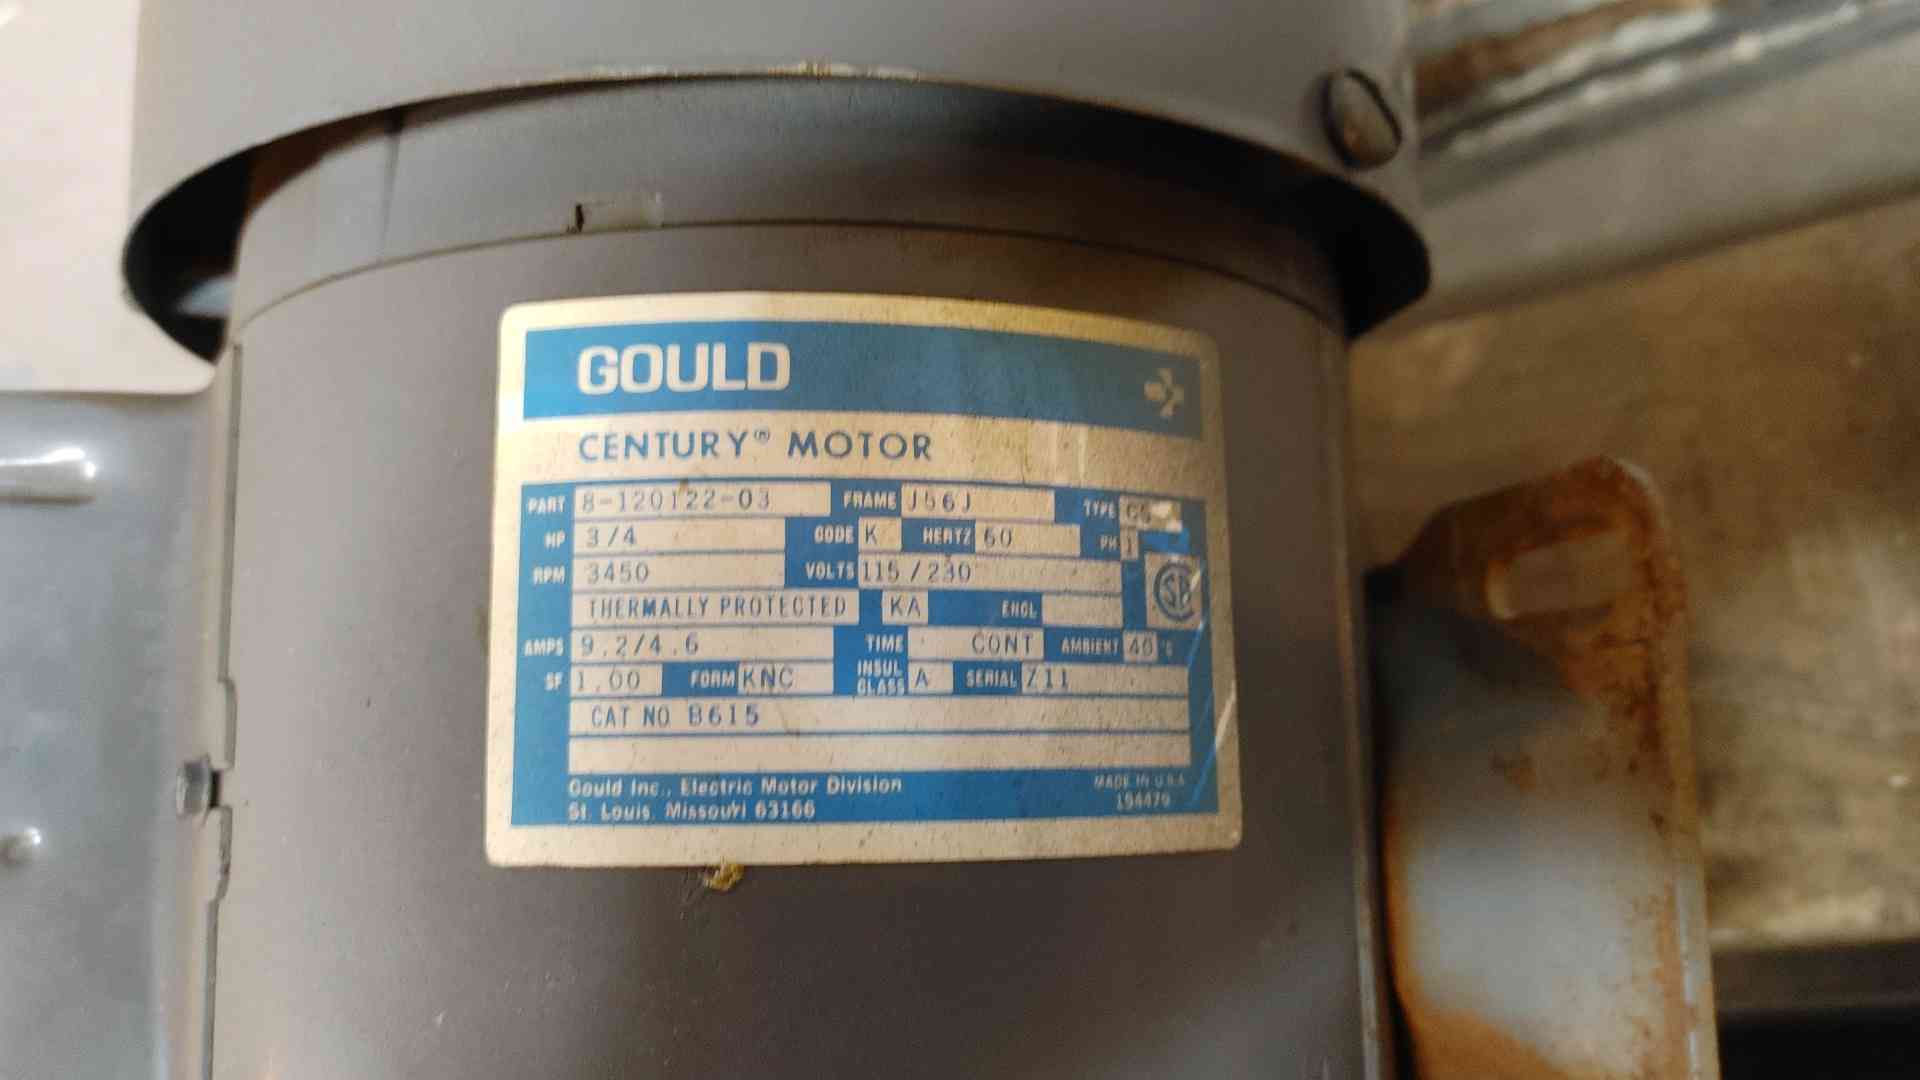 GOULD
CENTURY® MOTOR
PART 8-120122-03 FRAME J56J TYPE CS
HP 3/4 CODE K HERTZ 60 PH 1
RPM 3450 VOLTS 115/230
THERMALLY PROTECTED KA ENCL
AMPS 9.2/4.6 TIME CONT AMBIENT 40 °C
SF 1.00 FORM KNC INSUL CLASS A SERIAL Z11
CAT NO B615
Gould Inc., Electric Motor Division MADE IN U.S.A.
St. Louis, Missouri 63166 194479